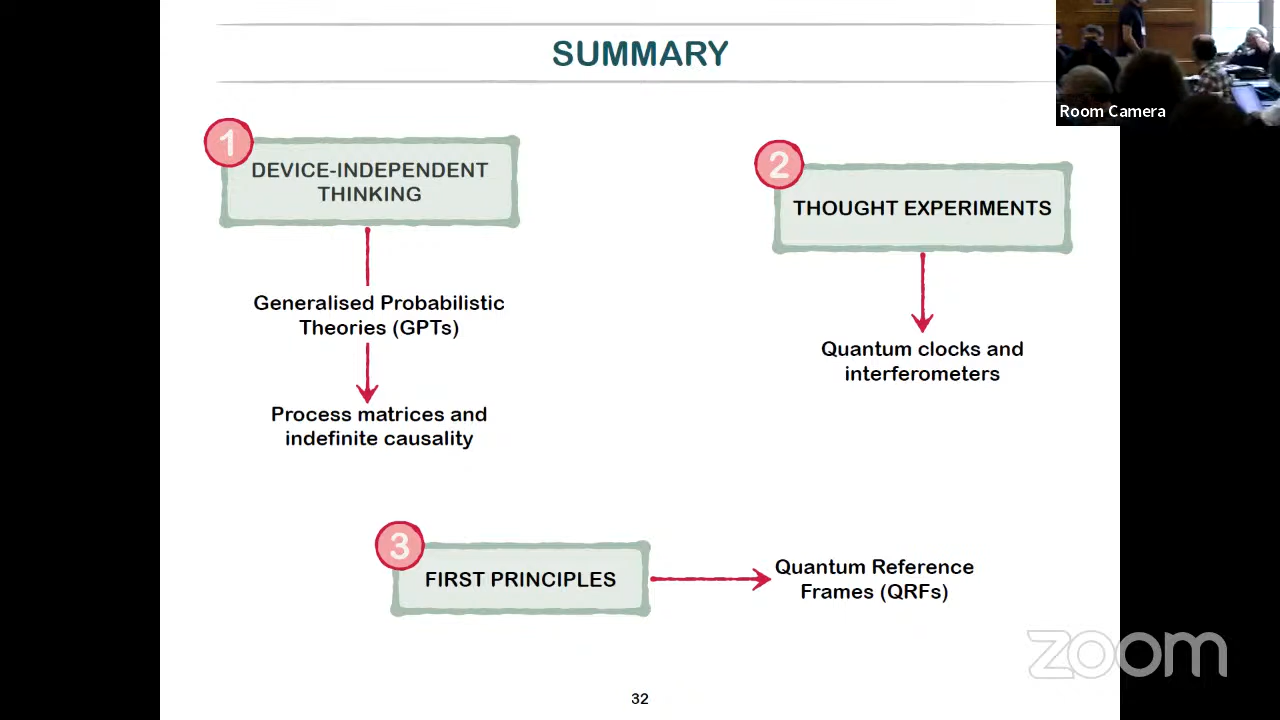 SUMMARY
Room Camera
1
DEVICE-INDEPENDENT
THINKING
Generalised Probabilistic
Theories (GPTs)
Process matrices and
indefinite causality
2
THOUGHT EXPERIMENTS
Quantum clocks and
interferometers
3
FIRST PRINCIPLES
Quantum Reference
Frames (QRFs)
zoom
32